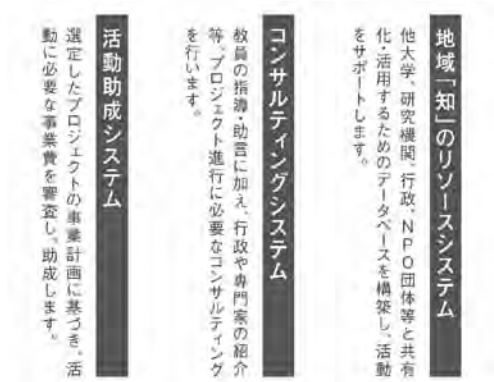 地域「知」のリソースシステム
他大学、研究機関、行政、NPO団体等と共有
化・活用するためのデータベースを構築し、活動
をサポートします。
コンサルティングシステム
教員の指導・助言に加え、行政や専門家の紹介
等、プロジェクト進行に必要なコンサルティング
を行います。
活動助成システム
選定したプロジェクトの事業計画に基づき、活
動に必要な事業費を審査し、助成します。